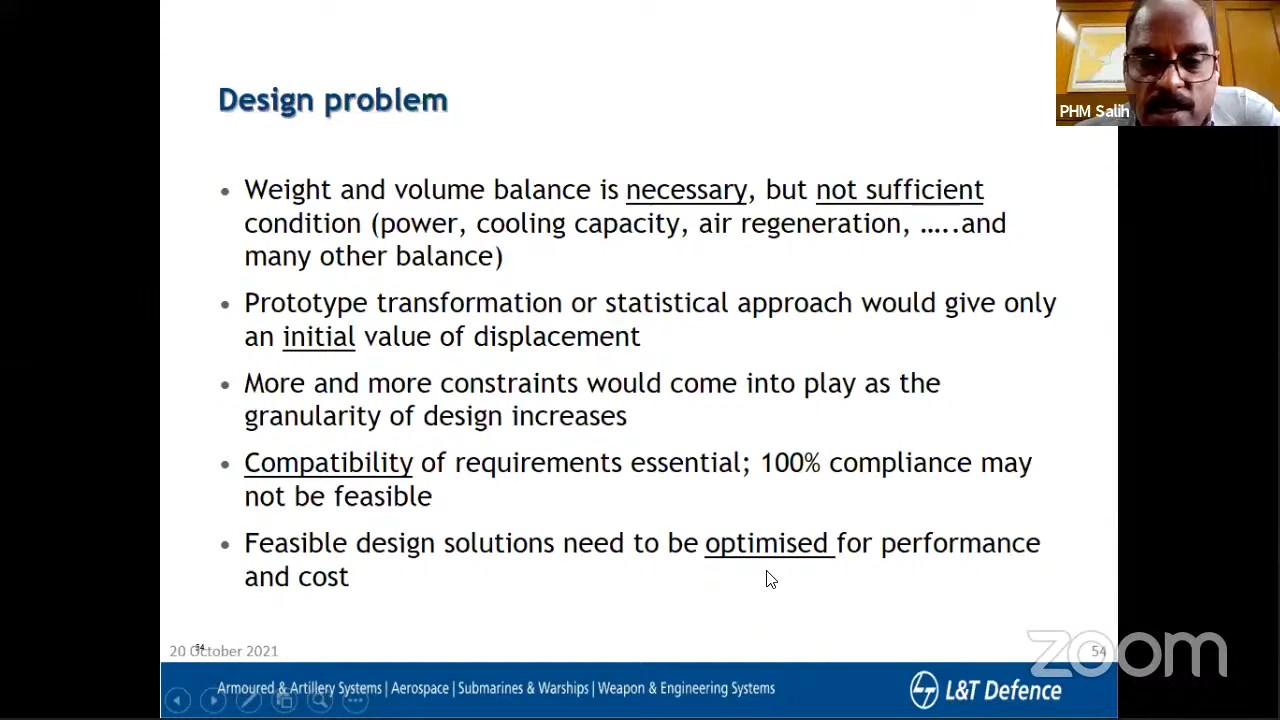 PHM Salih
Design problem
• Weight and volume balance is necessary, but not sufficient
condition (power, cooling capacity, air regeneration, …..and
many other balance)
• Prototype transformation or statistical approach would give only
an initial value of displacement
• More and more constraints would come into play as the
granularity of design increases
• Compatibility of requirements essential; 100% compliance may
not be feasible
• Feasible design solutions need to be optimised for performance
and cost
20 October 2021
54
54
zoom
Armoured & Artillery Systems | Aerospace | Submarines & Warships | Weapon & Engineering Systems
L&T Defence